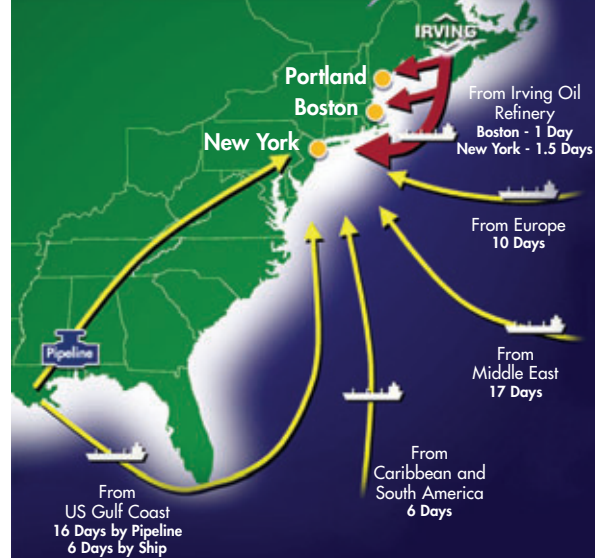 IRVING
Portland
Boston
New York
From Irving Oil
Refinery
Boston - 1 Day
New York - 1.5 Days
From Europe
10 Days
From
Middle East
17 Days
Pipeline
From
Caribbean and
South America
6 Days
From
US Gulf Coast
16 Days by Pipeline
6 Days by Ship